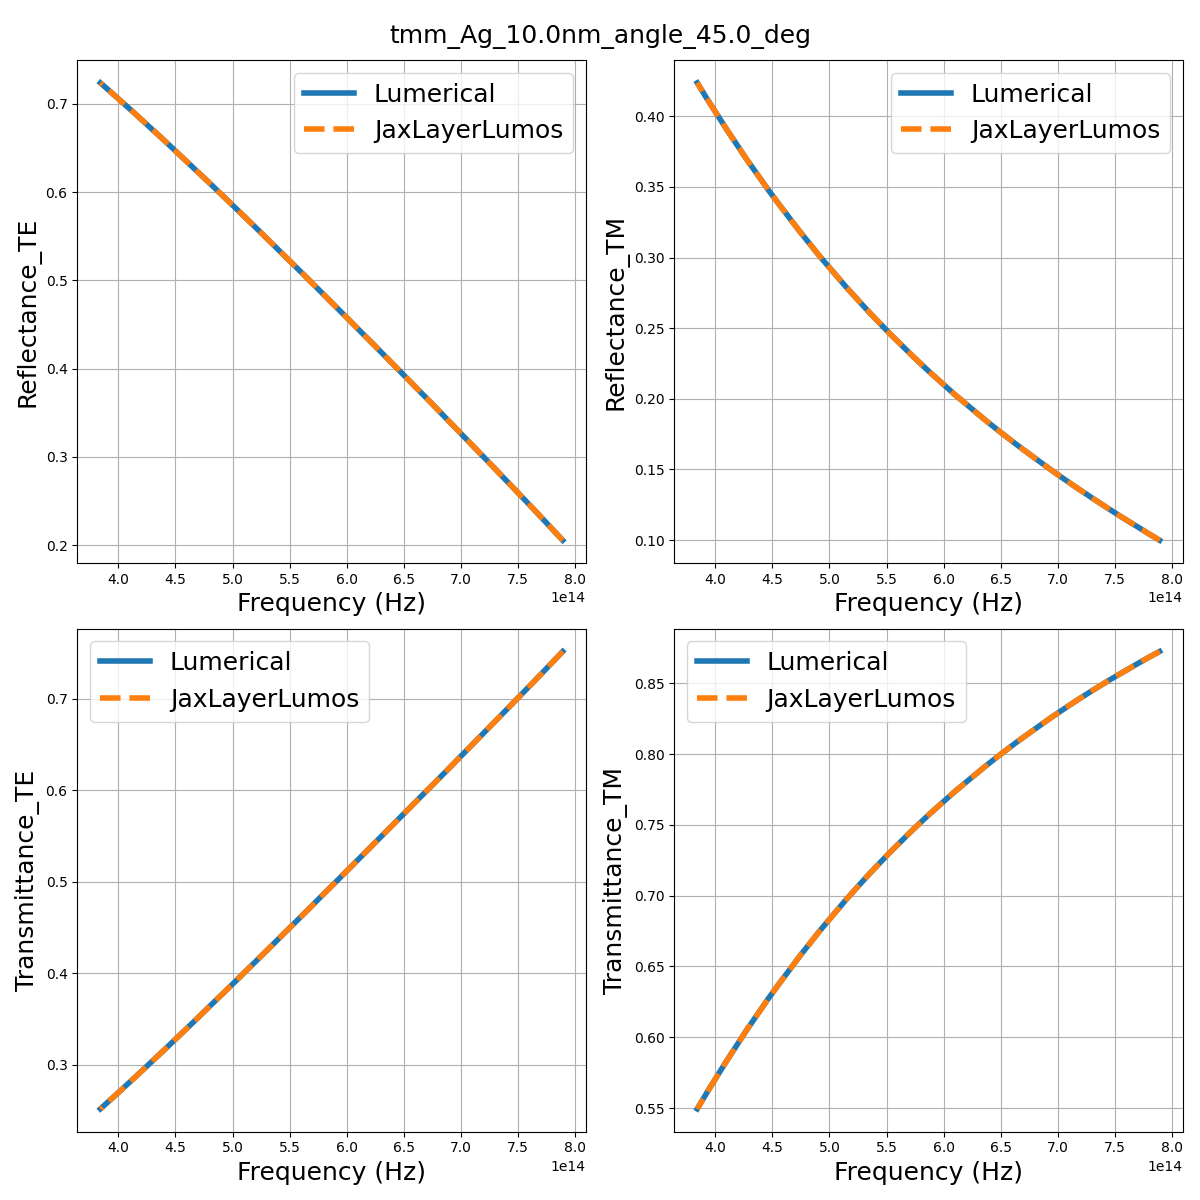 tmm_Ag_10.0nm_angle_45.0_deg
Reflectance_TE
0.7
0.6
0.5
0.4
0.3
0.2
Lumerical
JaxLayerLumos
4.0 4.5 5.0 5.5 6.0 6.5 7.0 7.5 8.0
1e14
Frequency (Hz)
Reflectance_TM
0.40
0.35
0.30
0.25
0.20
0.15
0.10
Lumerical
JaxLayerLumos
4.0 4.5 5.0 5.5 6.0 6.5 7.0 7.5 8.0
1e14
Frequency (Hz)
Transmittance_TE
0.7
0.6
0.5
0.4
0.3
Lumerical
JaxLayerLumos
4.0 4.5 5.0 5.5 6.0 6.5 7.0 7.5 8.0
1e14
Frequency (Hz)
Transmittance_TM
0.85
0.80
0.75
0.70
0.65
0.60
0.55
Lumerical
JaxLayerLumos
4.0 4.5 5.0 5.5 6.0 6.5 7.0 7.5 8.0
1e14
Frequency (Hz)